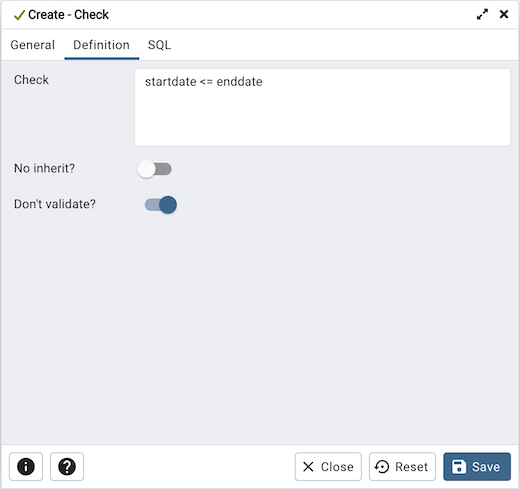 Create - Check
General Definition SQL
Check
startdate <= enddate
No inherit?
Don't validate?
Close Reset Save